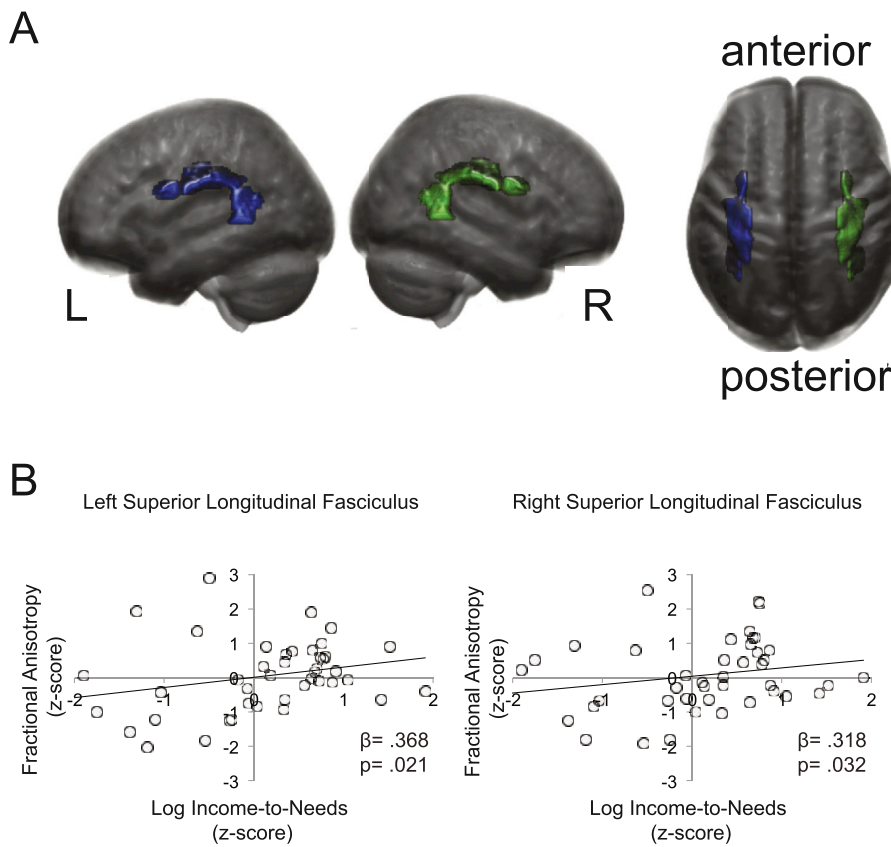 A
anterior
L
R
posterior
B
Left Superior Longitudinal Fasciculus
Fractional Anisotropy
(z-score)
3
2
1
0
-1
-2
-3
-2
-1
0
1
2
β= .368
p= .021
Log Income-to-Needs
(z-score)
Right Superior Longitudinal Fasciculus
Fractional Anisotropy
(z-score)
3
2
1
0
-1
-2
-3
-2
-1
0
1
2
β= .318
p= .032
Log Income-to-Needs
(z-score)